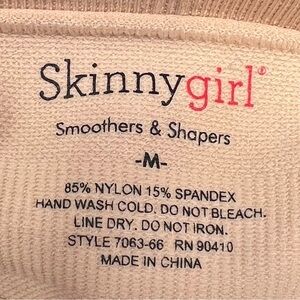 Skinnygirl®
Smoothers & Shapers
-M-
85% NYLON 15% SPANDEX
HAND WASH COLD. DO NOT BLEACH.
LINE DRY. DO NOT IRON.
STYLE 7063-66 RN 90410
MADE IN CHINA